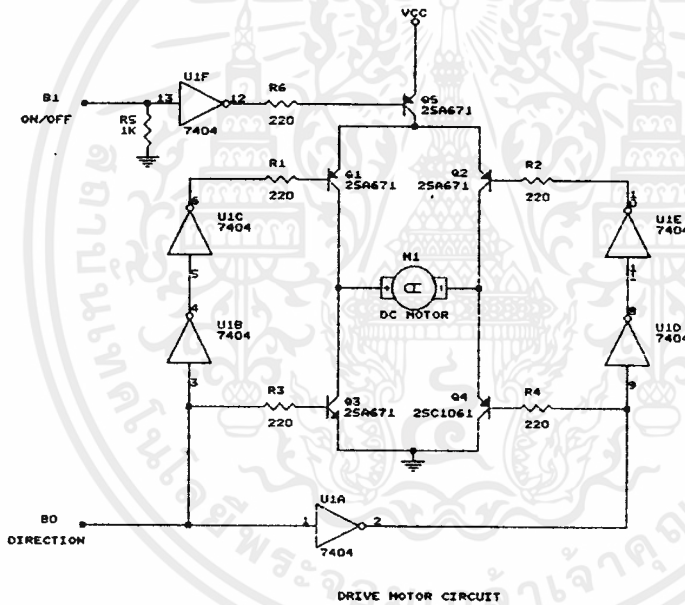 VCC
U1F
B1
ON/OFF
13
12
R6
220
Q5
2SA671
R5
1K
7404
R1
220
Q1
2SA671
Q2
2SA671
R2
220
6
U1C
7404
5
U1E
7404
M1
+
-
DC MOTOR
4
U1B
7404
3
8
U1D
7404
9
R3
220
Q3
2SA671
Q4
2SC1061
R4
220
B0
DIRECTION
1
U1A
2
7404
DRIVE MOTOR CIRCUIT